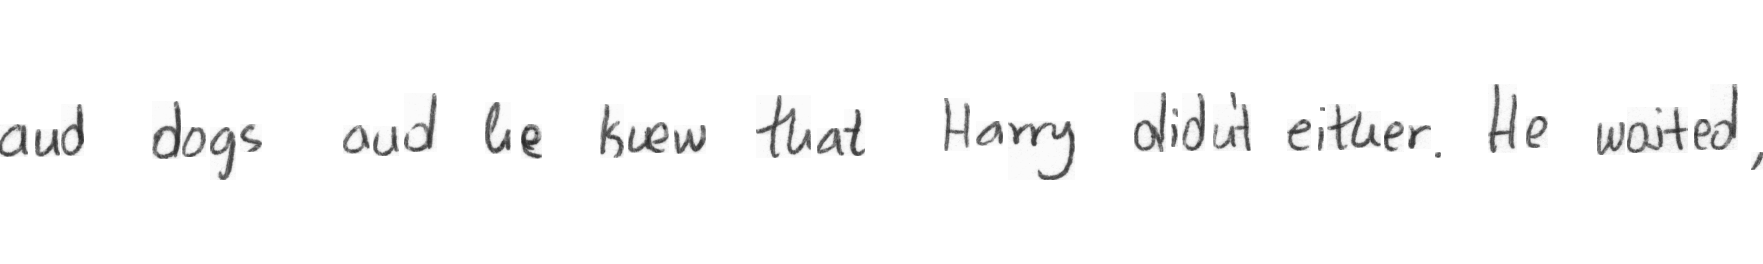 and dogs and he knew that Harry didn't either. He waited,